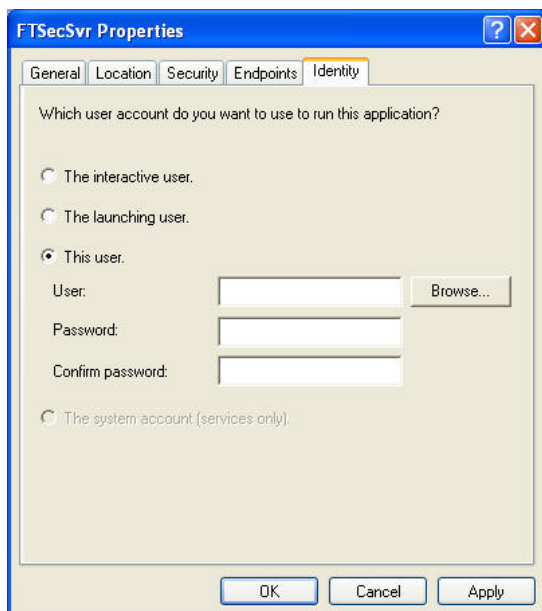 FTSecSvr Properties
General Location Security Endpoints Identity
Which user account do you want to use to run this application?
The interactive user.
The launching user.
This user.
User:
Browse...
Password:
Confirm password:
The system account (services only).
OK Cancel Apply